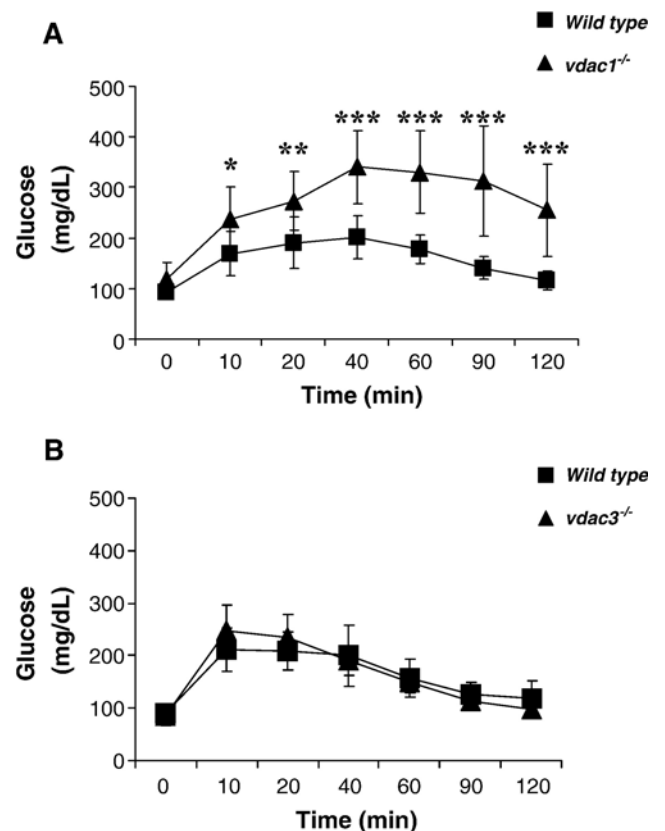 A
Wild type
vdac1-/-
500
*** *** ***
400
***
**
*
300
200
100
0
Glucose
(mg/dL)
0 10 20 40 60 90 120
Time (min)
B
Wild type
vdac3-/-
500
400
300
200
100
0
Glucose
(mg/dL)
0 10 20 40 60 90 120
Time (min)